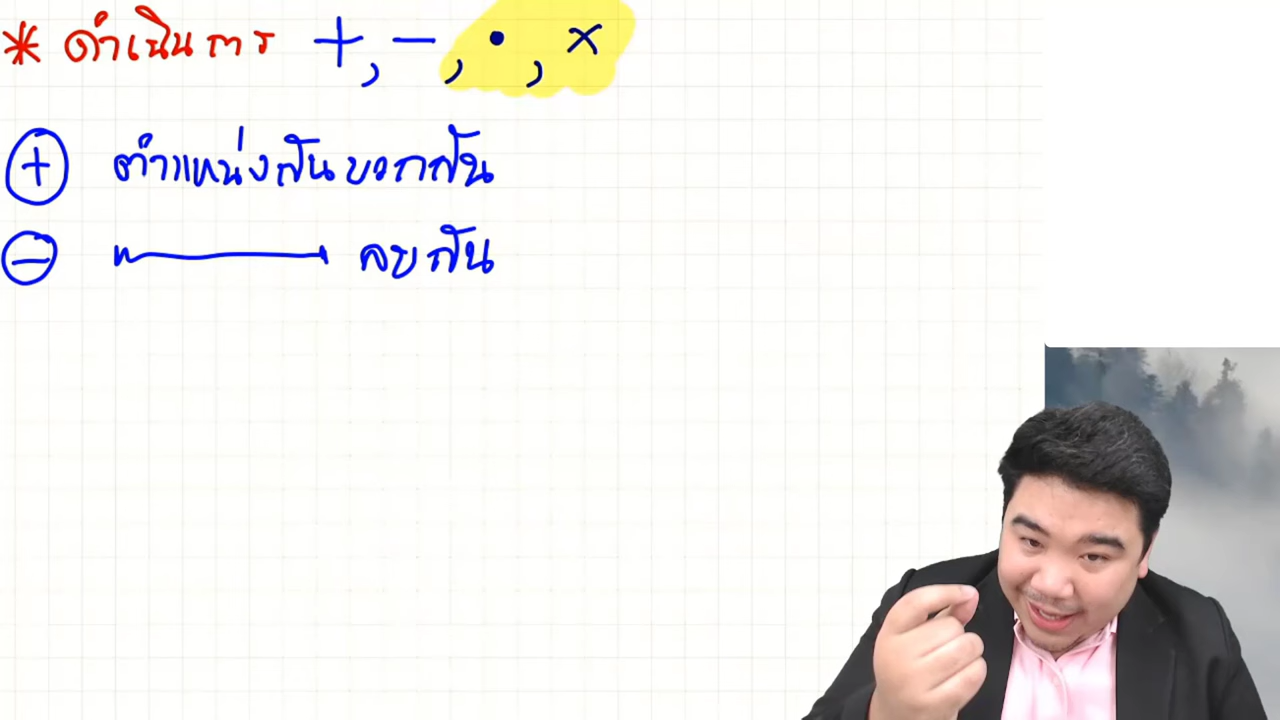 * ดำเนินการ +, -, •, ×
⊕ ตำแหน่งกันบวกกัน
⊖ ลบกัน